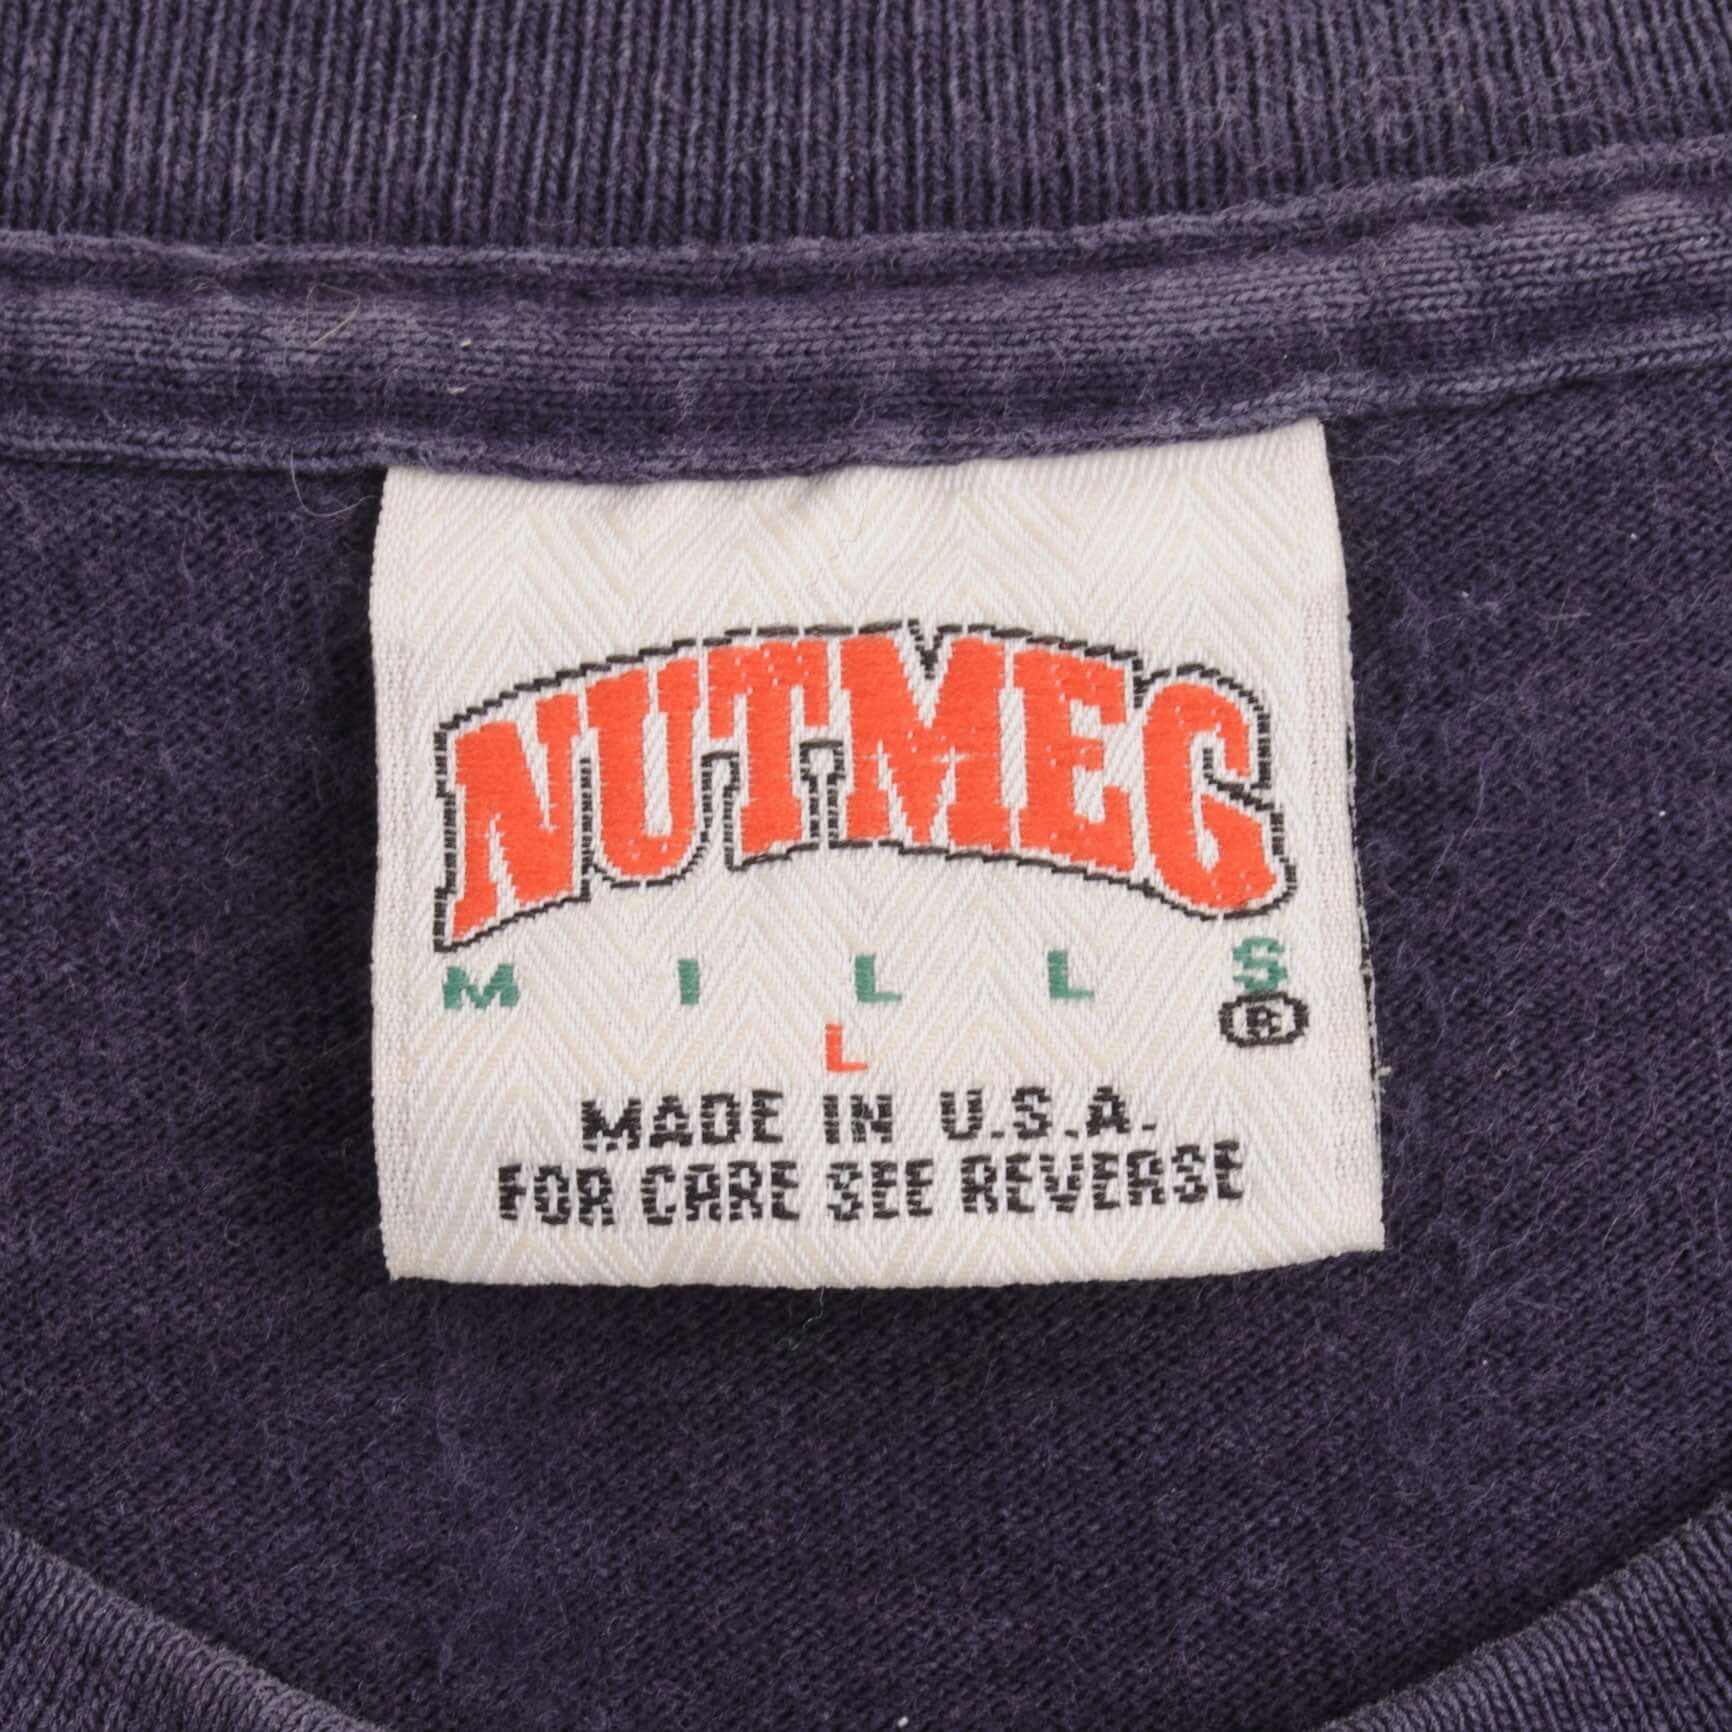 NUTMEG
MILLS®
L
MADE IN U.S.A.
FOR CARE SEE REVERSE